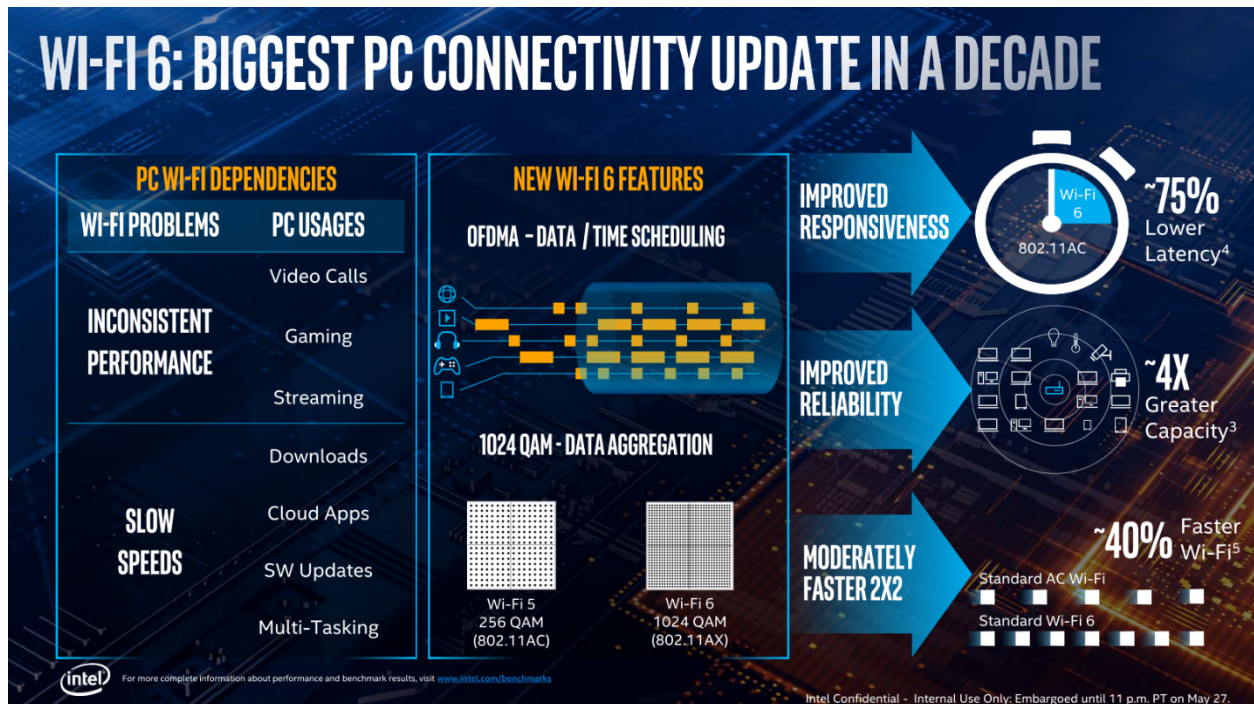 WI-FI 6: BIGGEST PC CONNECTIVITY UPDATE IN A DECADE
PC WI-FI DEPENDENCIES
WI-FI PROBLEMS
PC USAGES
INCONSISTENT
PERFORMANCE
Video Calls
Gaming
Streaming
SLOW
SPEEDS
Downloads
Cloud Apps
SW Updates
Multi-Tasking
NEW WI-FI 6 FEATURES
OFDMA – DATA / TIME SCHEDULING
1024 QAM - DATA AGGREGATION
Wi-Fi 5
256 QAM
(802.11AC)
Wi-Fi 6
1024 QAM
(802.11AX)
IMPROVED
RESPONSIVENESS
Wi-Fi
6
802.11AC
~75%
Lower
Latency4
IMPROVED
RELIABILITY
~4X
Greater
Capacity3
MODERATELY
FASTER 2X2
~40% Faster
Wi-Fi5
Standard AC Wi-Fi
Standard Wi-Fi 6
intel
For more complete information about performance and benchmark results, visit www.intel.com/benchmarks
Intel Confidential - Internal Use Only: Embargoed until 11 p.m. PT on May 27.